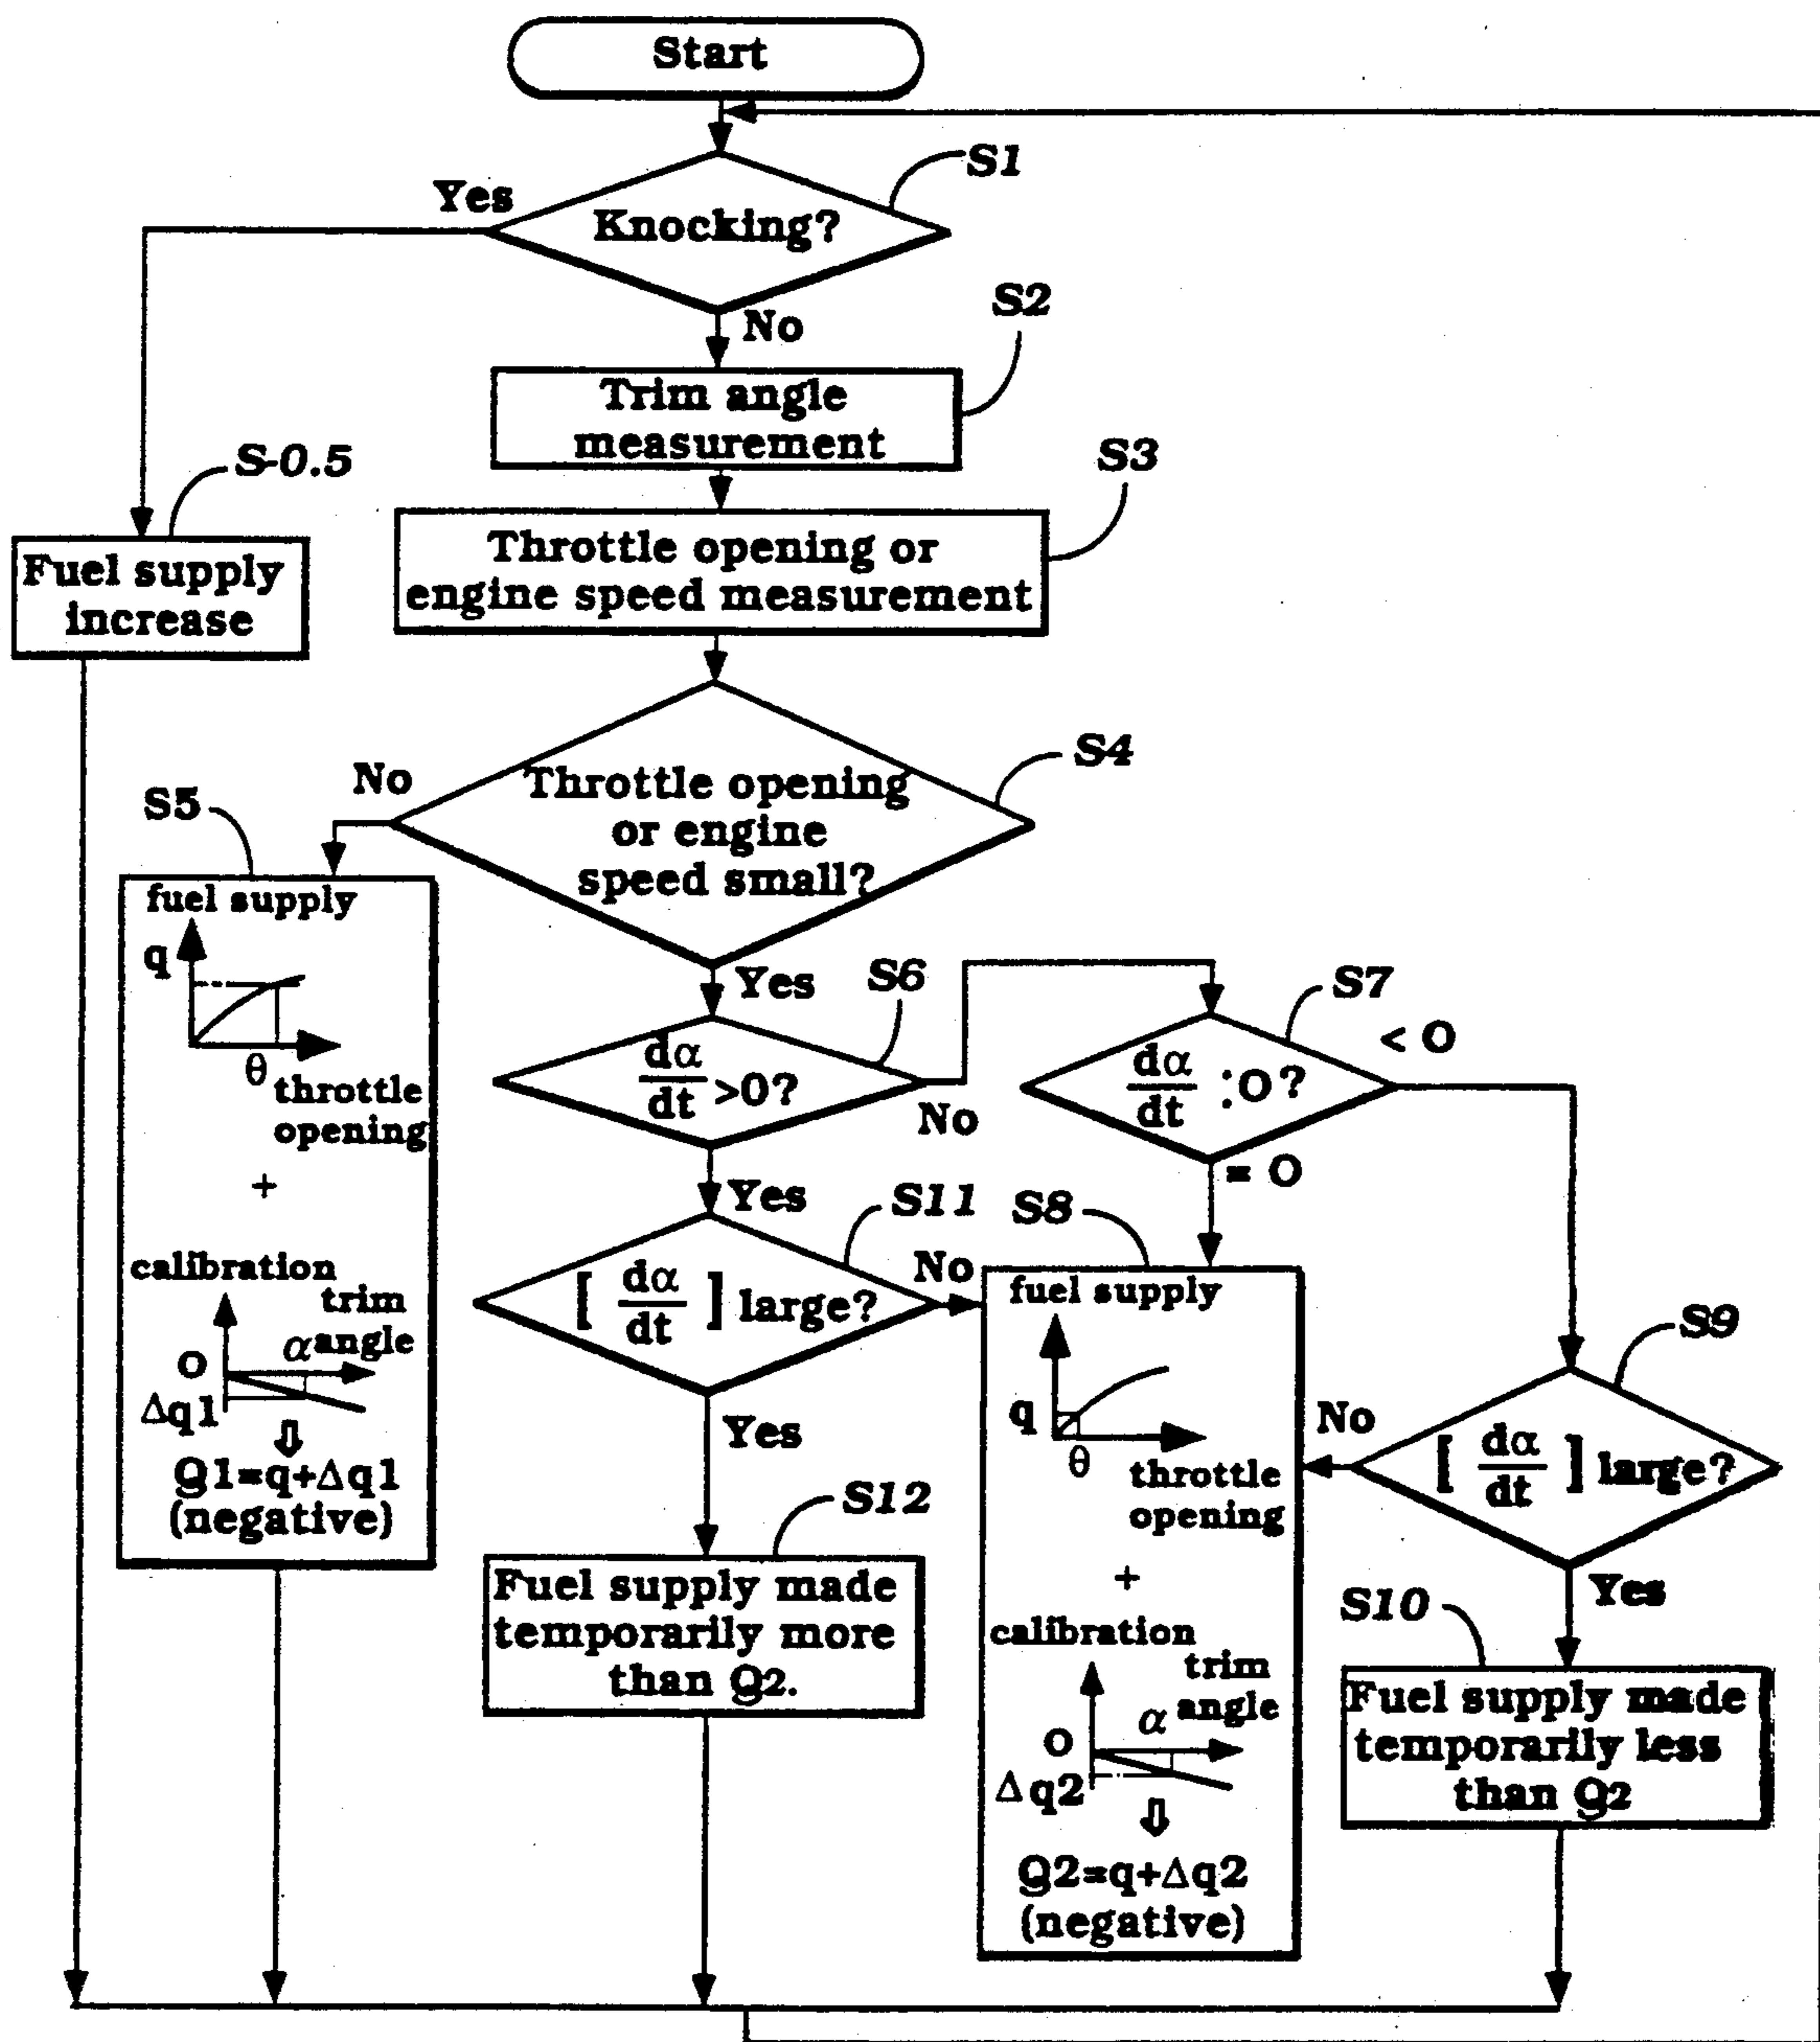 Start
S1
Yes
Knocking?
S2
No
Trim angle
measurement
S-0.5
S3
Fuel supply
increase
Throttle opening or
engine speed measurement
S4
No
S5
Throttle opening
or engine
speed small?
fuel supply
q
θ
throttle
opening
+
calibration
trim
angle
α
O
Δq1
⇩
Q1=q+Δq1
(negative)
Yes
S6
dα
dt
>0?
No
S7
< O
dα
dt
:O?
= O
Yes
S11
[ dα
dt ] large?
No
S8
fuel supply
q
θ
throttle
opening
+
calibration
trim
angle
α
O
Δq2
⇩
Q2=q+Δq2
(negative)
S9
No
[ dα
dt ] large?
Yes
S12
Fuel supply made
temporarily more
than Q2.
Yes
S10
Fuel supply made
temporarily less
than Q2